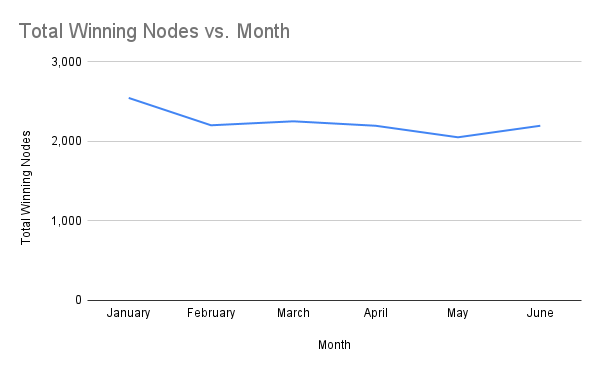 Total Winning Nodes vs. Month
3,000
2,000
1,000
0
Total Winning Nodes
January February March April May June
Month